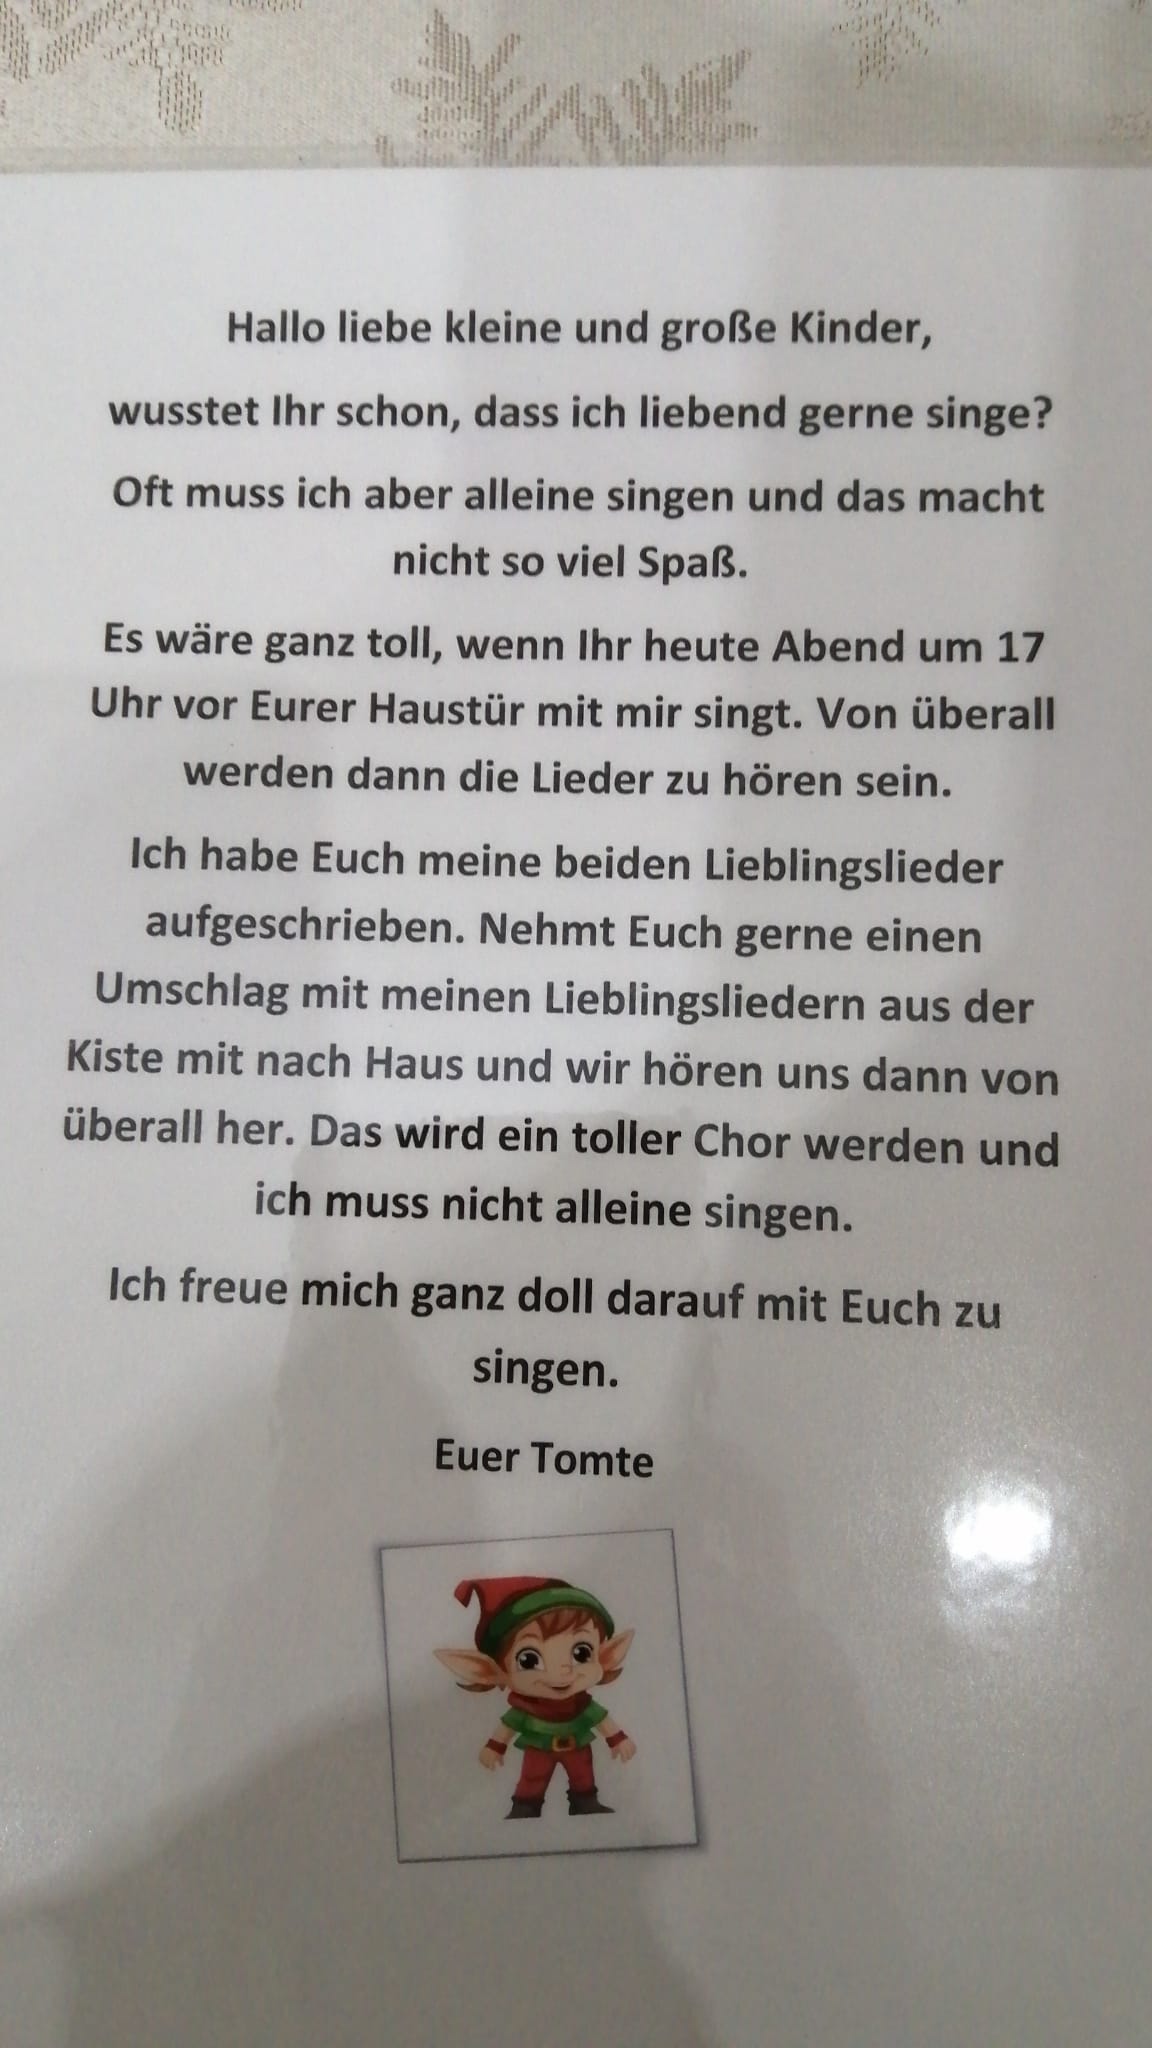 Hallo liebe kleine und große Kinder,
wusstet Ihr schon, dass ich liebend gerne singe?
Oft muss ich aber alleine singen und das macht
nicht so viel Spaß.
Es wäre ganz toll, wenn Ihr heute Abend um 17
Uhr vor Eurer Haustür mit mir singt. Von überall
werden dann die Lieder zu hören sein.
Ich habe Euch meine beiden Lieblingslieder
aufgeschrieben. Nehmt Euch gerne einen
Umschlag mit meinen Lieblingsliedern aus der
Kiste mit nach Haus und wir hören uns dann von
überall her. Das wird ein toller Chor werden und
ich muss nicht alleine singen.
Ich freue mich ganz doll darauf mit Euch zu
singen.
Euer Tomte